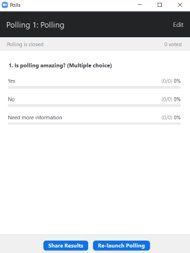 Polls
Polling 1: Polling Edit
Polling is closed 0 voted
1. Is polling amazing? (Multiple choice)
Yes (0/0) 0%
No (0/0) 0%
Need more information (0/0) 0%
Share Results Re-launch Polling